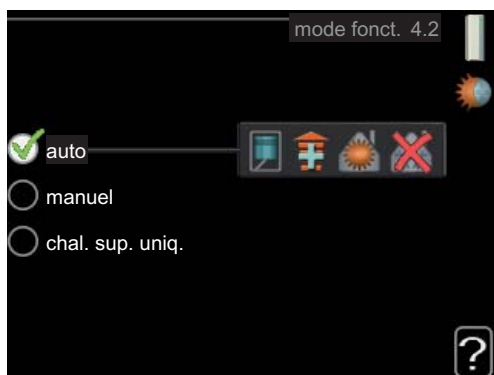 mode fonct. 4.2
auto
manuel
chal. sup. uniq.
?